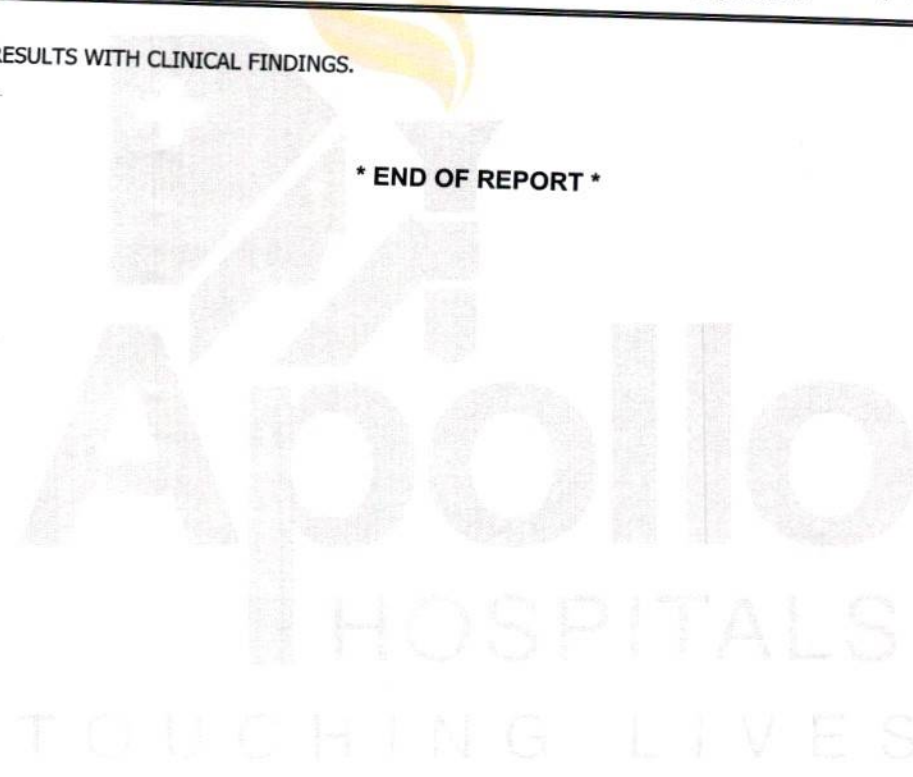 RESULTS WITH CLINICAL FINDINGS.
* END OF REPORT *
Apollo
HOSPITALS
TOUCHING LIVES